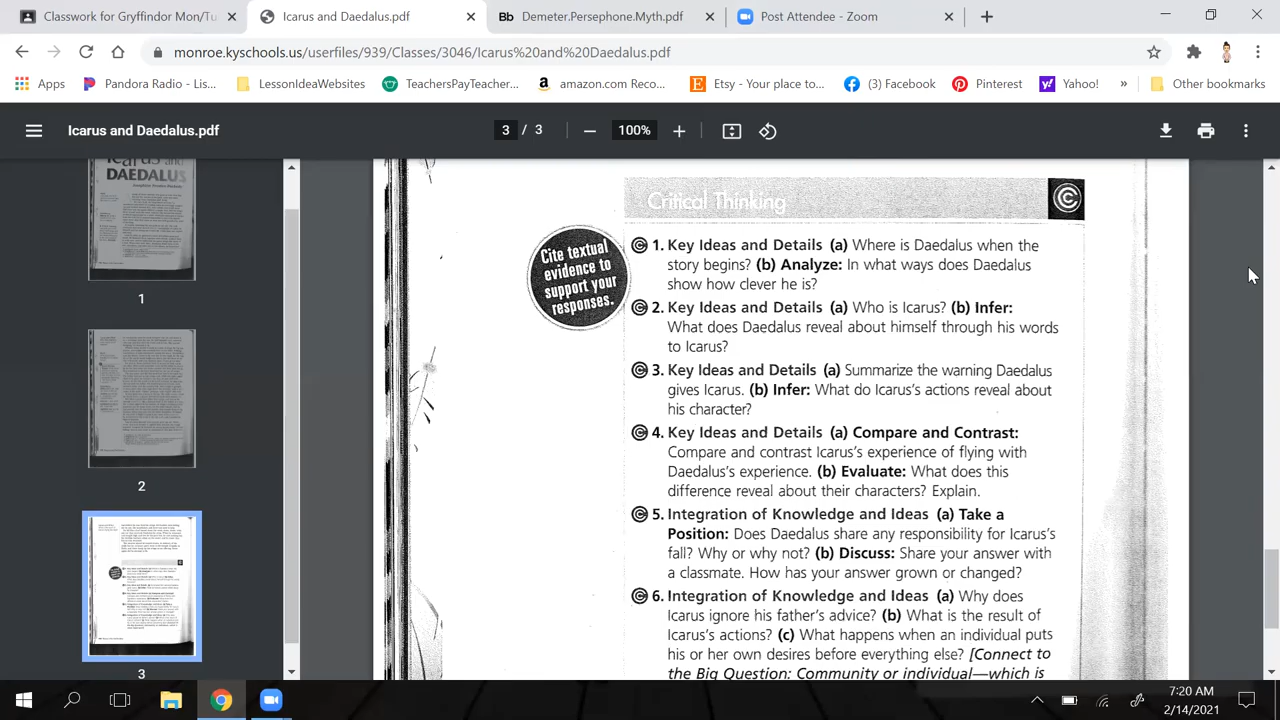 Classwork for Gryffindor Mon/Tu
Icarus and Daedalus.pdf
Bb Demeter.Persephone.Myth.pdf
Post Attendee - Zoom
monroe.kyschools.us/userfiles/939/Classes/3046/Icarus%20and%20Daedalus.pdf
Apps
Pandora Radio - Lis...
LessonIdeaWebsites
TeachersPayTeacher...
amazon.com Reco...
Etsy - Your place to...
(3) Facebook
Pinterest
Yahoo!
»
Other bookmarks
Icarus and Daedalus.pdf
3 / 3
100%
Icarus and
DAEDALUS
1
2
3
Critical Thinking
Cite textual
evidence to
support your
responses.
1. Key Ideas and Details (a) Where is Daedalus when the
story begins? (b) Analyze: In what ways does Daedalus
show how clever he is?
2. Key Ideas and Details (a) Who is Icarus? (b) Infer:
What does Daedalus reveal about himself through his words
to Icarus?
3. Key Ideas and Details (a) Summarize the warning Daedalus
gives Icarus. (b) Infer: What do Icarus's actions reveal about
his character?
4. Key Ideas and Details (a) Compare and Contrast:
Compare and contrast Icarus's experience of flying with
Daedalus's experience. (b) Evaluate: What does this
difference reveal about their characters? Explain.
5. Integration of Knowledge and Ideas (a) Take a
Position: Does Daedalus share any responsibility for Icarus's
fall? Why or why not? (b) Discuss: Share your answer with
a classmate. How has your answer grown or changed?
6. Integration of Knowledge and Ideas (a) Why does
Icarus ignore his father's advice? (b) What is the result of
Icarus's actions? (c) What happens when an individual puts
his or her own desires before everything else? [Connect to
the Big Question: Community or individual—which is
7:20 AM
2/14/2021